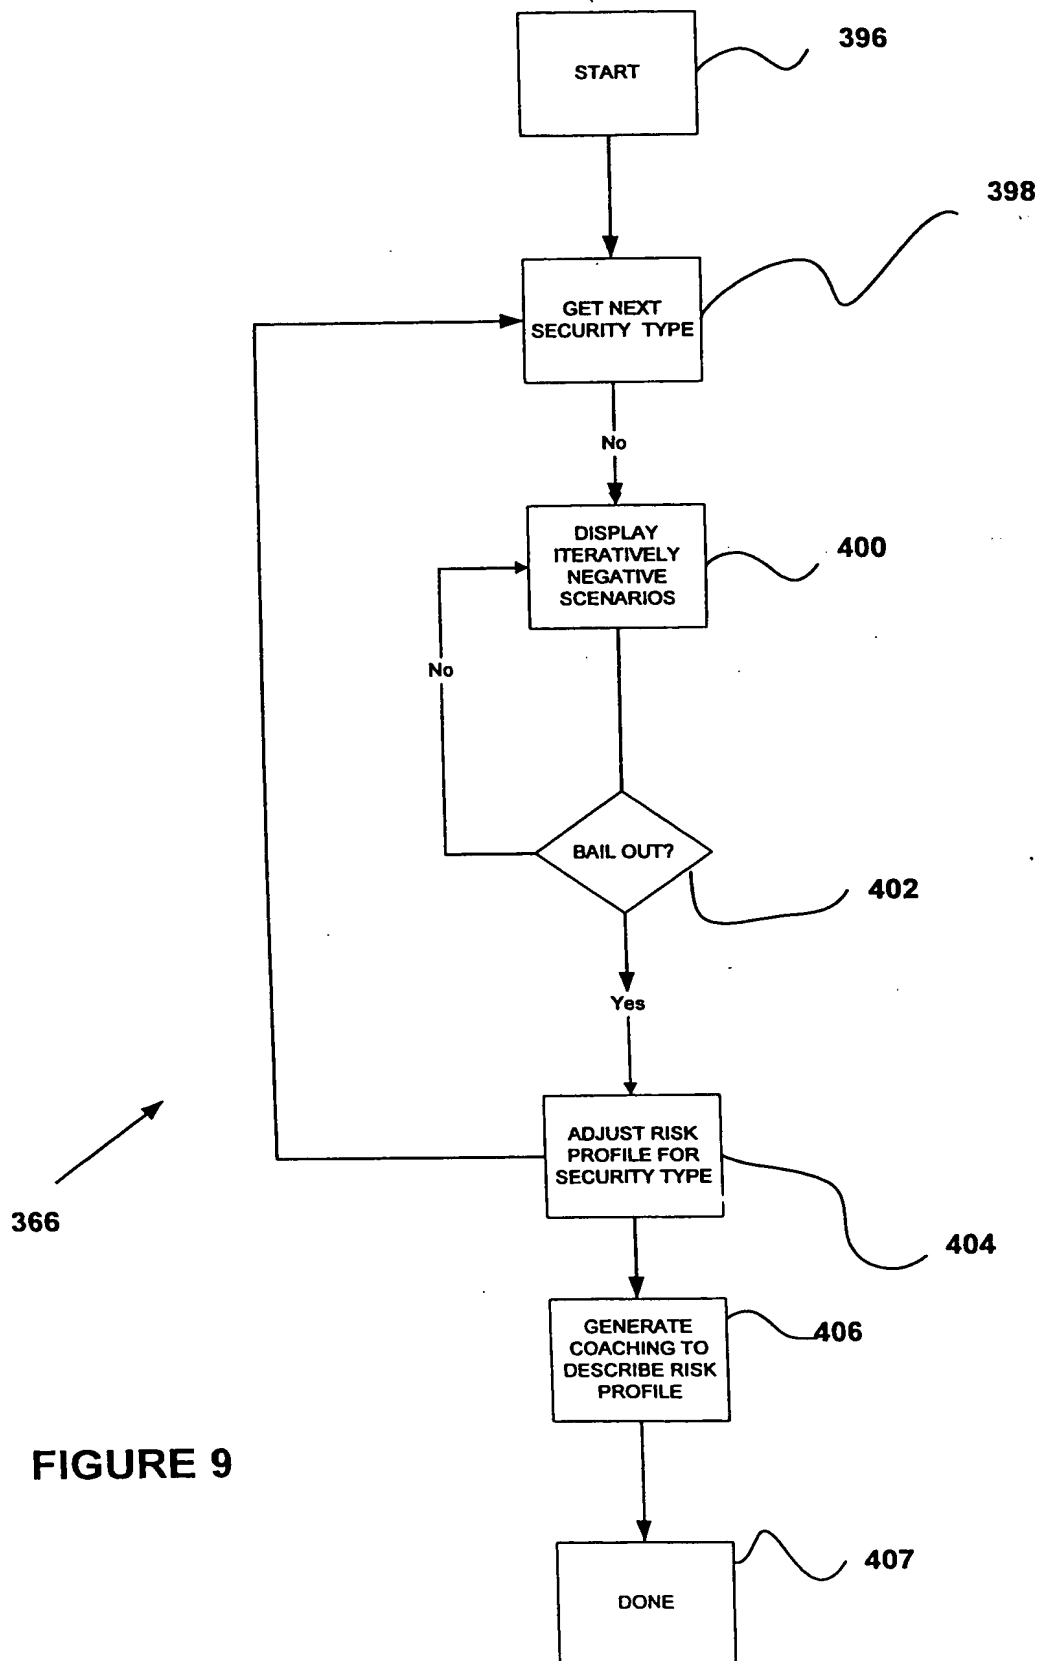 START
396
398
GET NEXT
SECURITY TYPE
No
DISPLAY
ITERATIVELY
NEGATIVE
SCENARIOS
400
No
BAIL OUT?
402
Yes
ADJUST RISK
PROFILE FOR
SECURITY TYPE
366
404
GENERATE
COACHING TO
DESCRIBE RISK
PROFILE
406
FIGURE 9
407
DONE